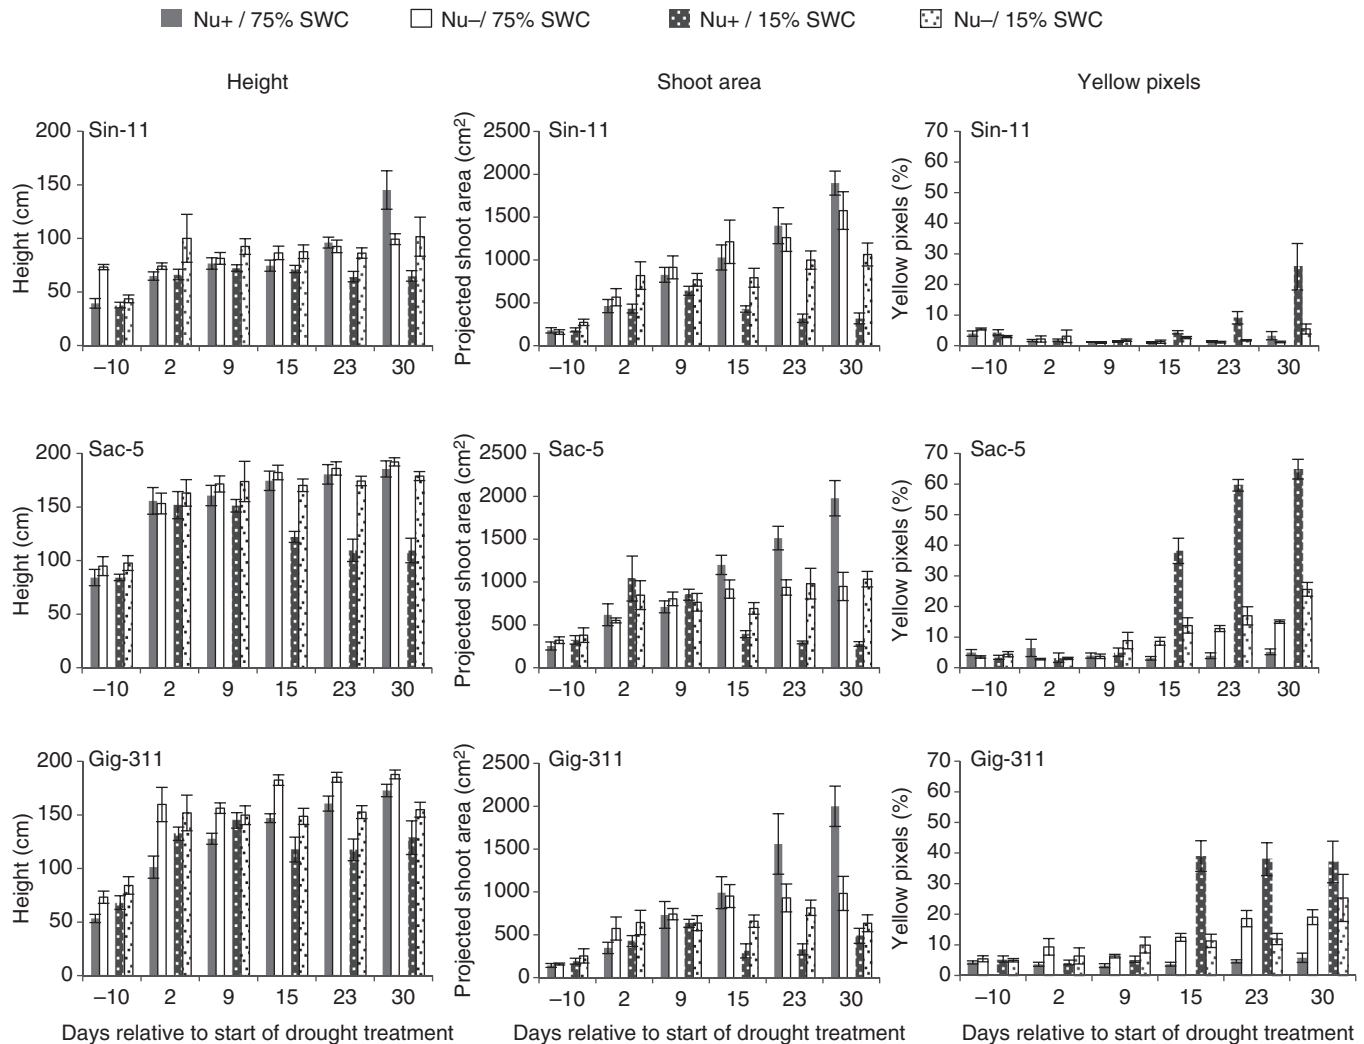 Nu+ / 75% SWC Nu–/ 75% SWC Nu+ / 15% SWC Nu–/ 15% SWC
Height Shoot area Yellow pixels
Sin-11
Height (cm)
200
150
100
50
0
–10 2 9 15 23 30
Sin-11
Projected shoot area (cm²)
2500
2000
1500
1000
500
0
–10 2 9 15 23 30
Sin-11
Yellow pixels (%)
70
60
50
40
30
20
10
0
–10 2 9 15 23 30
Sac-5
Height (cm)
200
150
100
50
0
–10 2 9 15 23 30
Sac-5
Projected shoot area (cm²)
2500
2000
1500
1000
500
0
–10 2 9 15 23 30
Sac-5
Yellow pixels (%)
70
60
50
40
30
20
10
0
–10 2 9 15 23 30
Gig-311
Height (cm)
200
150
100
50
0
–10 2 9 15 23 30
Days relative to start of drought treatment
Gig-311
Projected shoot area (cm²)
2500
2000
1500
1000
500
0
–10 2 9 15 23 30
Days relative to start of drought treatment
Gig-311
Yellow pixels (%)
70
60
50
40
30
20
10
0
–10 2 9 15 23 30
Days relative to start of drought treatment